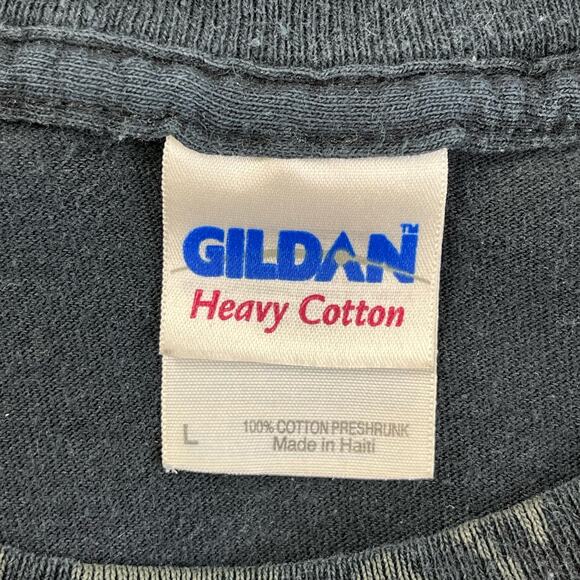 GILDAN™
Heavy Cotton
L
100% COTTON PRESHRUNK
Made in Haiti